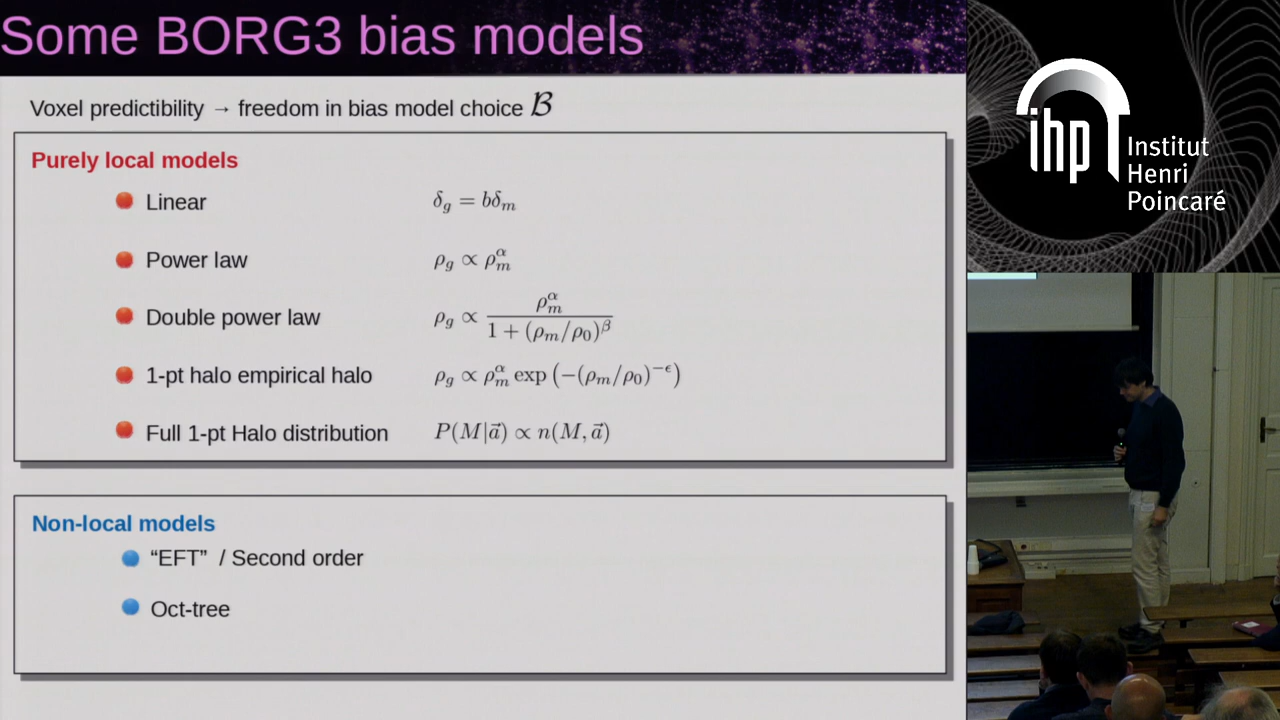 Some BORG3 bias models
Voxel predictibility → freedom in bias model choice ℬ
Purely local models
Linear δ_g = bδ_m
Power law ρ_g ∝ ρ_m^α
Double power law ρ_g ∝ ρ_m^α / (1 + (ρ_m/ρ_0)^β)
1-pt halo empirical halo ρ_g ∝ ρ_m^α exp (−(ρ_m/ρ_0)^−ϵ)
Full 1-pt Halo distribution P(M|a⃗) ∝ n(M, a⃗)
Non-local models
“EFT” / Second order
Oct-tree
ihp
Institut
Henri
Poincaré